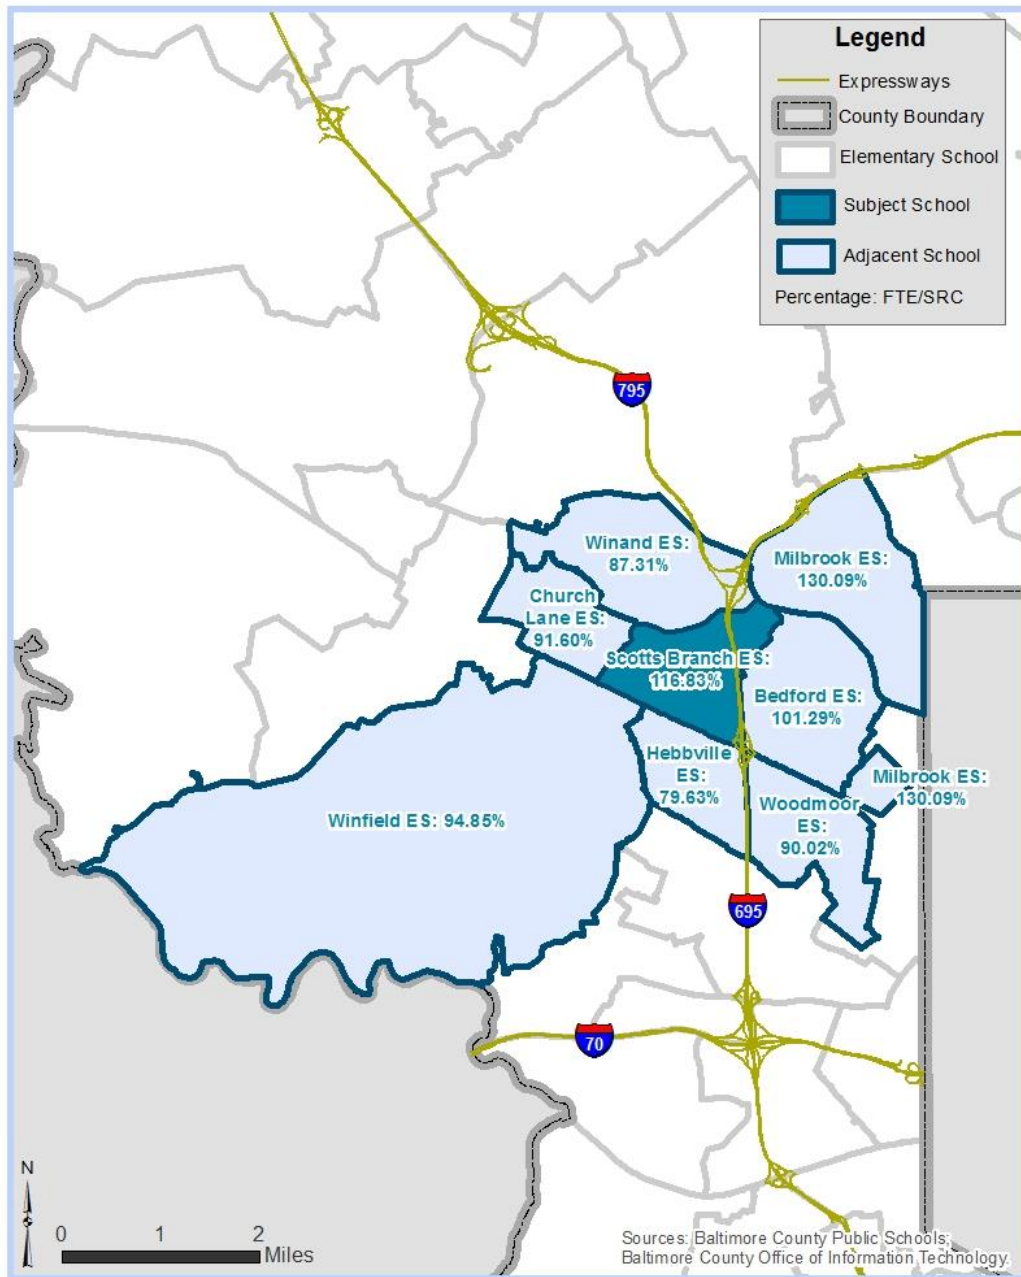 Legend
Expressways
County Boundary
Elementary School
Subject School
Adjacent School
Percentage: FTE/SRC
795
Winand ES:
87.31%
Milbrook ES:
130.09%
Church
Lane ES:
91.60%
Scotts Branch ES:
116.83%
Bedford ES:
101.29%
Hebbville
ES:
79.63%
Milbrook ES:
130.09%
Woodmoor
ES:
90.02%
Winfield ES: 94.85%
695
70
N
0 1 2
Miles
Sources: Baltimore County Public Schools;
Baltimore County Office of Information Technology.